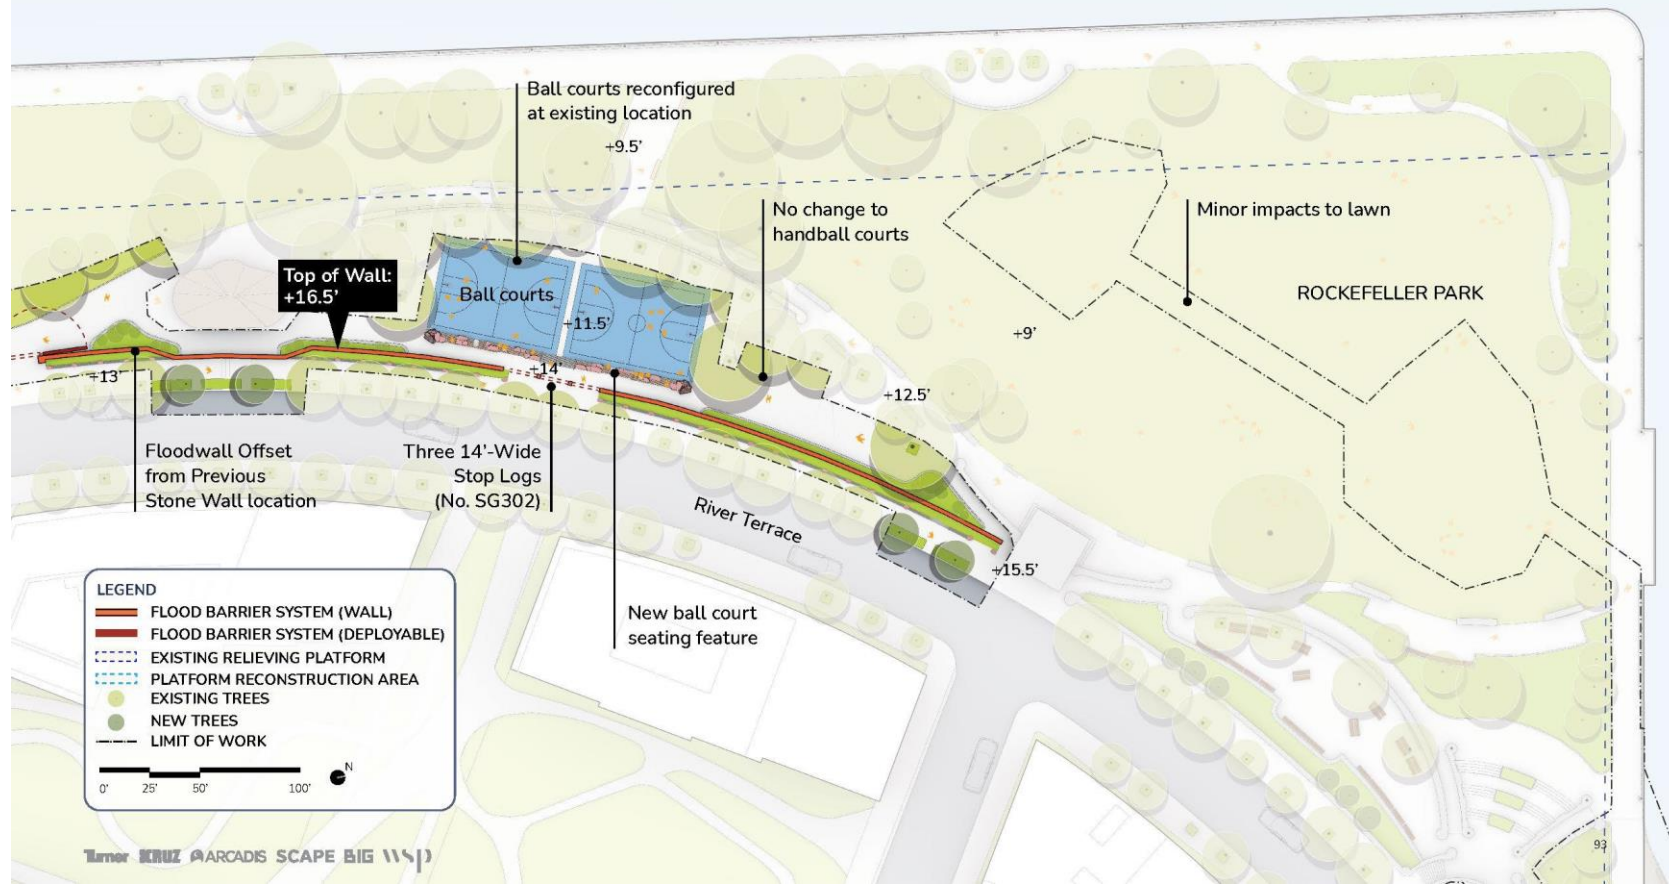 Ball courts reconfigured
at existing location
+9.5'
No change to
handball courts
Minor impacts to lawn
Top of Wall:
+16.5'
Ball courts
+11.5'
ROCKEFELLER PARK
+9'
+13'
+14'
+12.5'
Floodwall Offset
from Previous
Stone Wall location
Three 14'-Wide
Stop Logs
(No. SG302)
River Terrace
+15.5'
New ball court
seating feature
LEGEND
FLOOD BARRIER SYSTEM (WALL)
FLOOD BARRIER SYSTEM (DEPLOYABLE)
EXISTING RELIEVING PLATFORM
PLATFORM RECONSTRUCTION AREA
EXISTING TREES
NEW TREES
LIMIT OF WORK
0' 25' 50' 100'
N
Turner KRUZ ARCADIS SCAPE BIG WSP
93